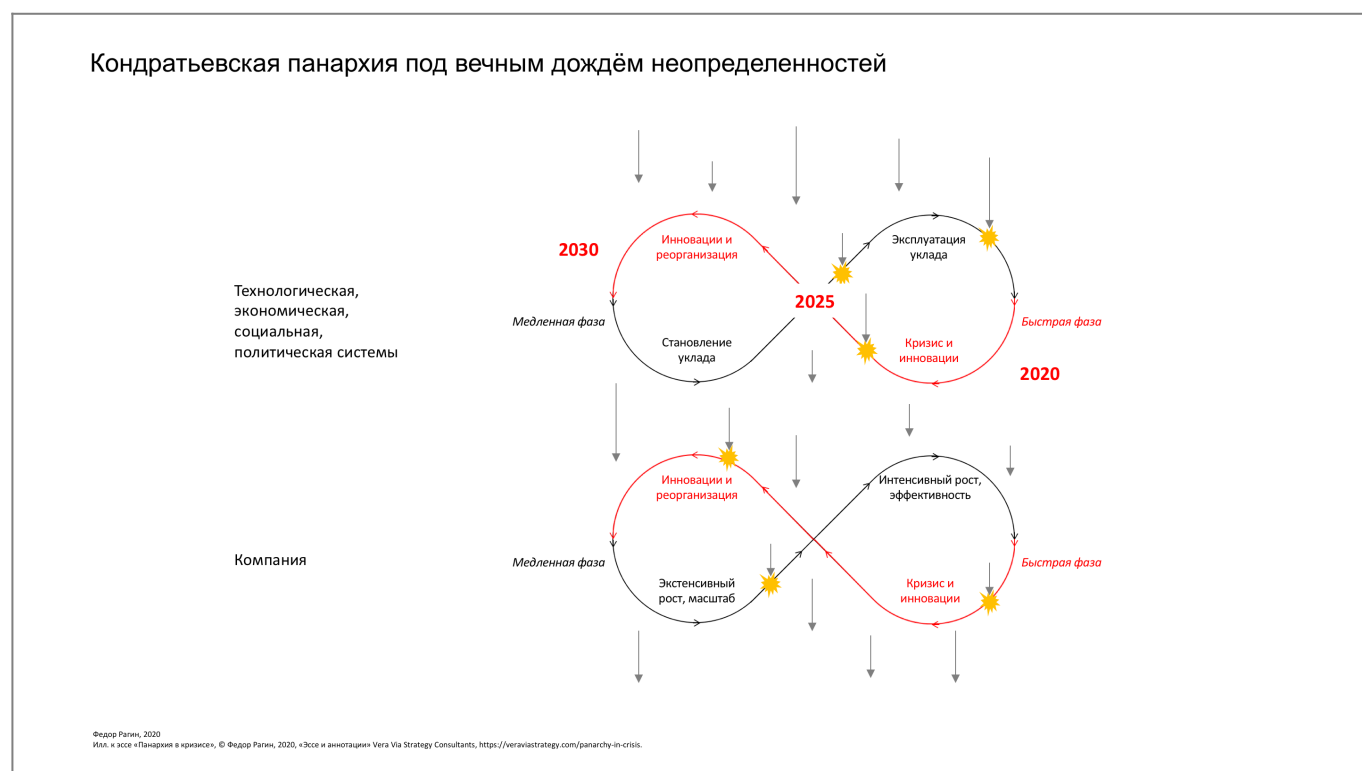 Кондратьевская панархия под вечным дождём неопределенностей
2030
Инновации и
реорганизация
Эксплуатация
уклада
Технологическая,
экономическая,
социальная,
политическая системы
2025
Медленная фаза
Быстрая фаза
Становление
уклада
Кризис и
инновации
2020
Инновации и
реорганизация
Интенсивный рост,
эффективность
Компания
Медленная фаза
Быстрая фаза
Экстенсивный
рост, масштаб
Кризис и
инновации
Федор Рагин, 2020
Илл. к эссе «Панархия в кризисе», © Федор Рагин, 2020, «Эссе и аннотации» Vera Via Strategy Consultants, https://veraviastrategy.com/panarchy-in-crisis.